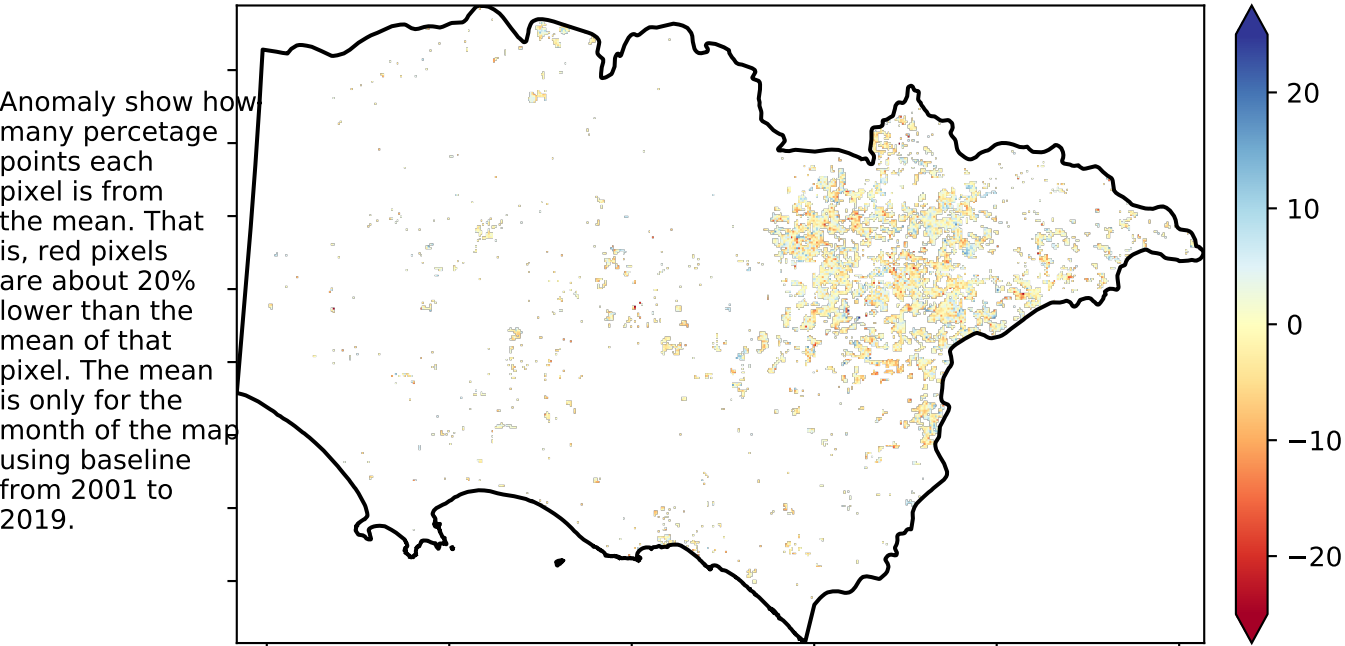 Anomaly show how
many percetage
points each
pixel is from
the mean. That
is, red pixels
are about 20%
lower than the
mean of that
pixel. The mean
is only for the
month of the map
using baseline
from 2001 to
2019.
20
10
0
−10
−20